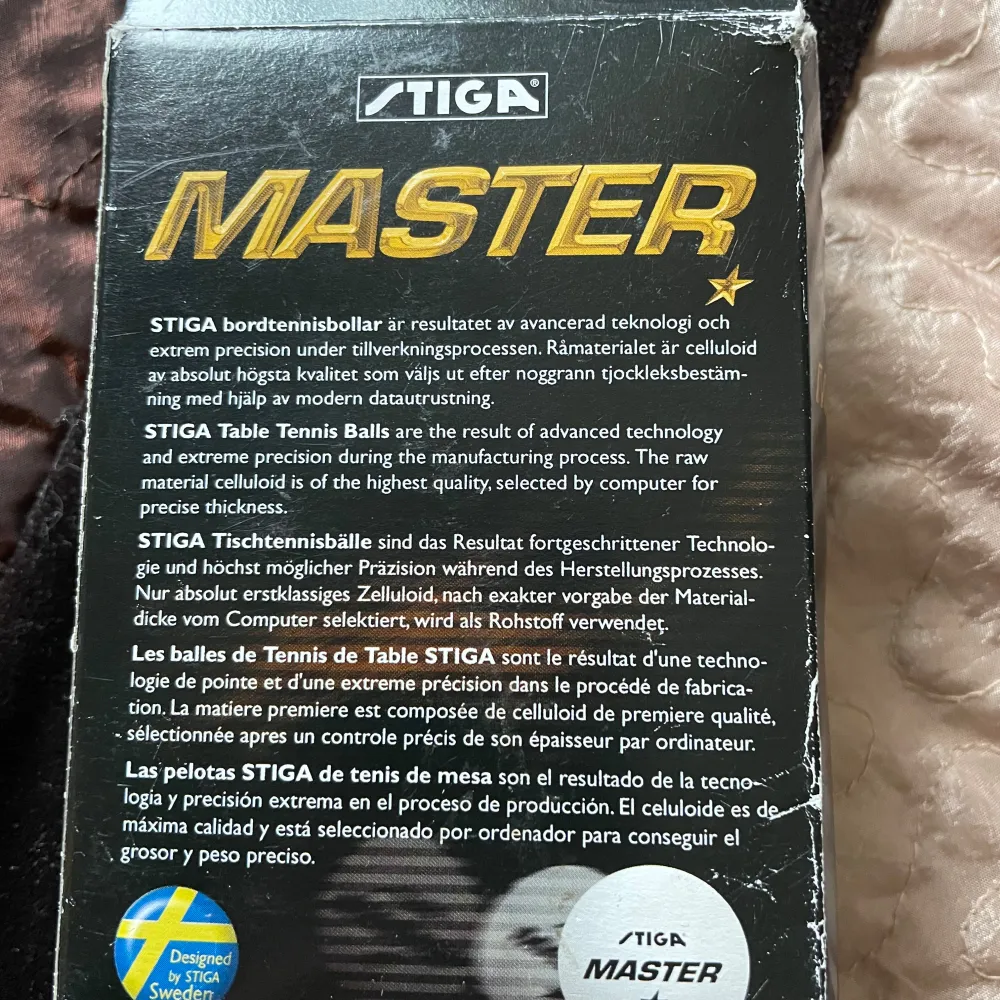 STIGA®
MASTER
STIGA bordtennisbollar är resultatet av avancerad teknologi och
extrem precision under tillverkningsprocessen. Råmaterialet är celluloid
av absolut högsta kvalitet som väljs ut efter noggrann tjockleksbestäm-
ning med hjälp av modern datautrustning.
STIGA Table Tennis Balls are the result of advanced technology
and extreme precision during the manufacturing process. The raw
material celluloid is of the highest quality, selected by computer for
precise thickness.
STIGA Tischtennisbälle sind das Resultat fortgeschrittener Technolo-
gie und höchst möglicher Präzision während des Herstellungsprozesses.
Nur absolut erstklassiges Zelluloid, nach exakter vorgabe der Material-
dicke vom Computer selektiert, wird als Rohstoff verwendet.
Les balles de Tennis de Table STIGA sont le résultat d'une techno-
logie de pointe et d'une extreme précision dans le procédé de fabrica-
tion. La matiere premiere est composée de celluloid de premiere qualité,
sélectionnée apres un controle précis de son épaisseur par ordinateur.
Las pelotas STIGA de tenis de mesa son el resultado de la tecno-
logia y precisión extrema en el proceso de producción. El celuloide es de
máxima calidad y está seleccionado por ordenador para conseguir el
grosor y peso preciso.
Designed
by STIGA
Sweden
STIGA
MASTER